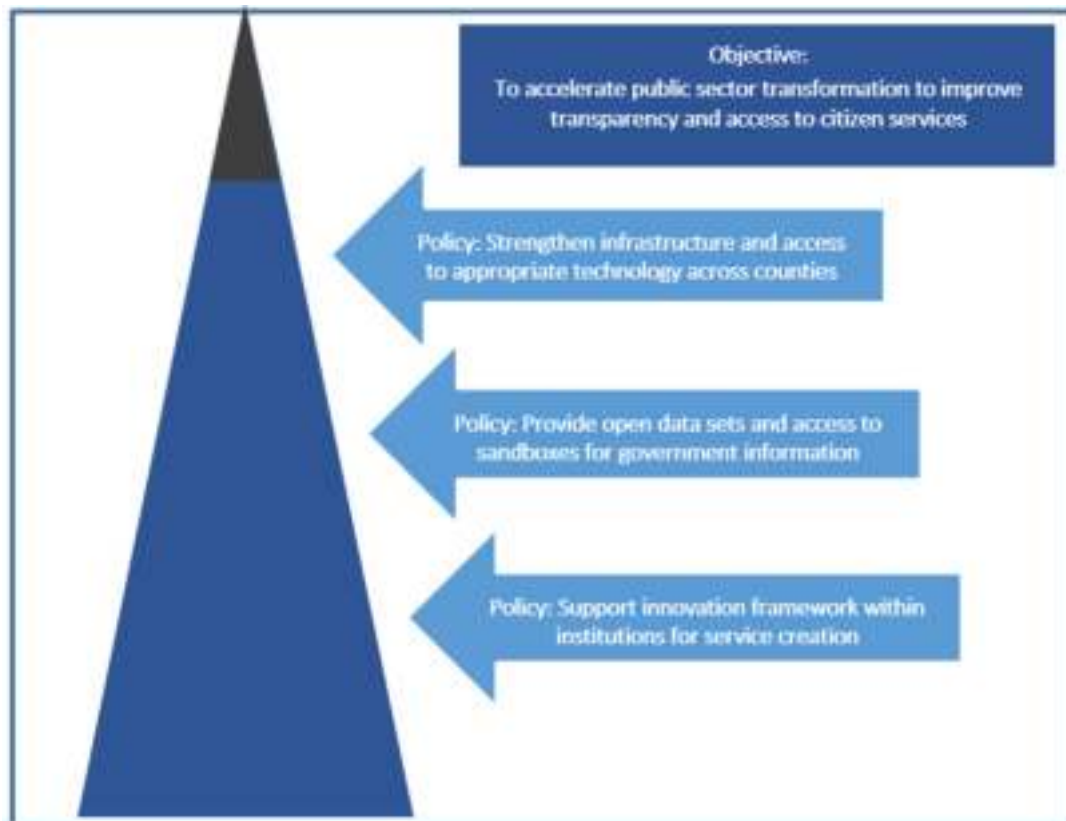 Objective:
To accelerate public sector transformation to improve
transparency and access to citizen services
Policy: Strengthen infrastructure and access
to appropriate technology across counties
Policy: Provide open data sets and access to
sandboxes for government information
Policy: Support innovation framework within
institutions for service creation